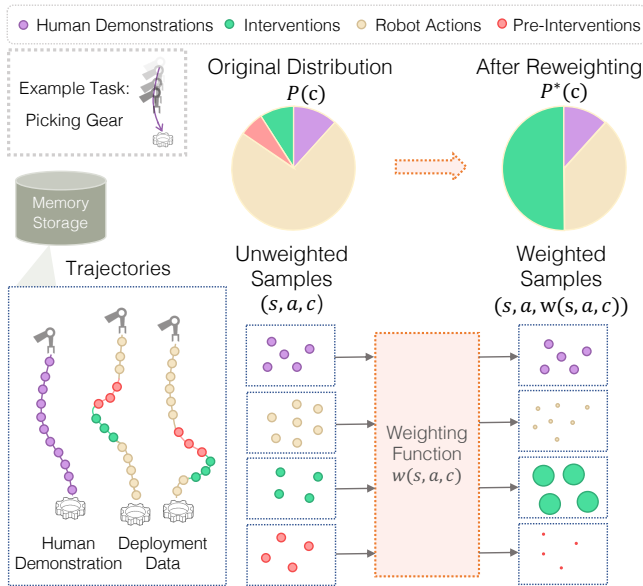 Human Demonstrations
Interventions
Robot Actions
Pre-Interventions
Example Task:
Picking Gear
Original Distribution
P(c)
After Reweighting
P*(c)
Memory
Storage
Trajectories
Unweighted
Samples
(s, a, c)
Weighted
Samples
(s, a, w(s, a, c))
Weighting
Function
w(s, a, c)
Human
Demonstration
Deployment
Data